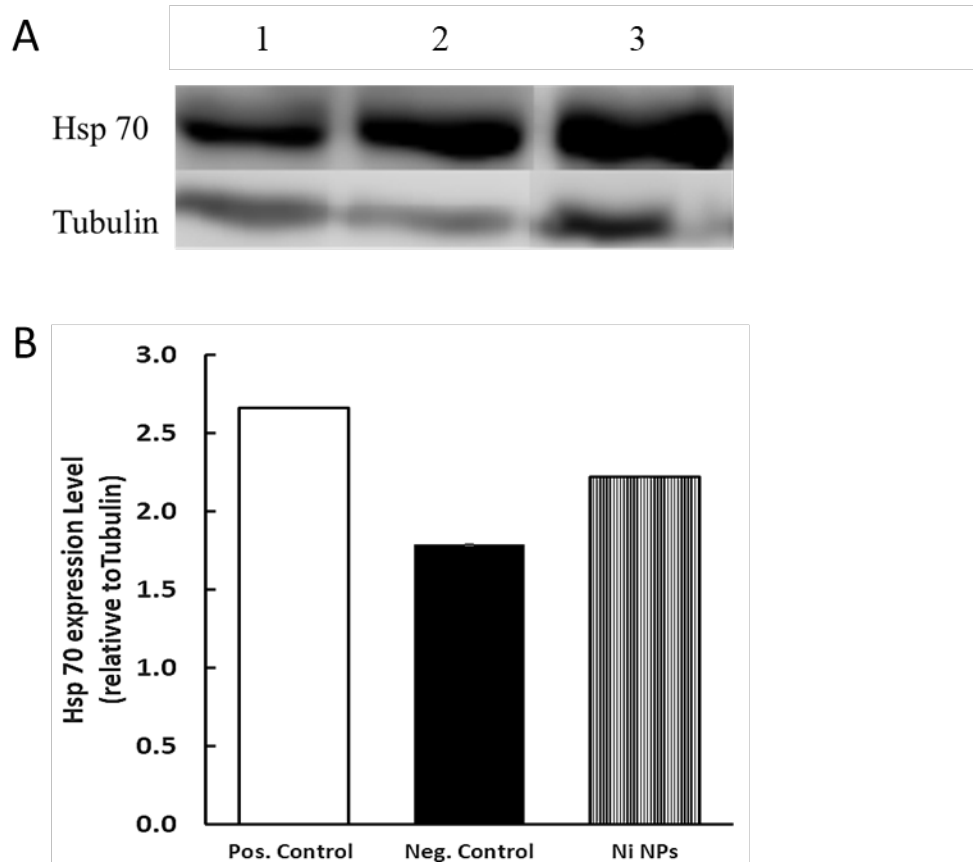 A
1 2 3
Hsp 70
Tubulin
B
3.0
2.5
2.0
1.5
1.0
0.5
0.0
Hsp 70 expression Level
(relativve toTubulin)
Pos. Control Neg. Control Ni NPs